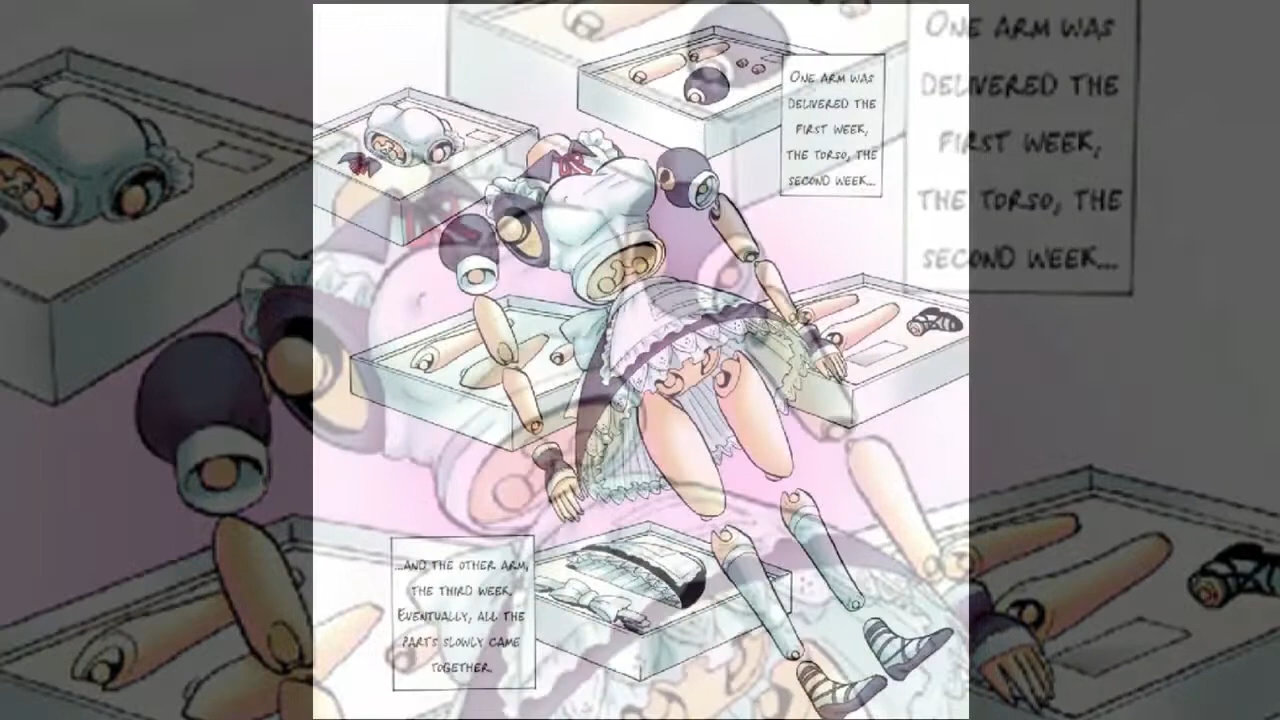 ONE ARM WAS
DELIVERED THE
FIRST WEEK,
THE TORSO, THE
SECOND WEEK...
ONE ARM WAS
DELIVERED THE
FIRST WEEK,
THE TORSO, THE
SECOND WEEK...
...AND THE OTHER ARM,
THE THIRD WEEK.
EVENTUALLY, ALL THE
PARTS SLOWLY CAME
TOGETHER.